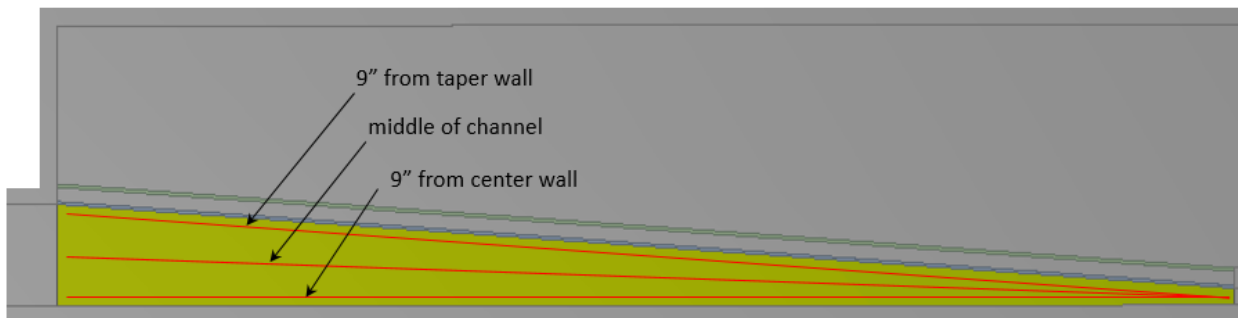 9” from taper wall
middle of channel
9” from center wall